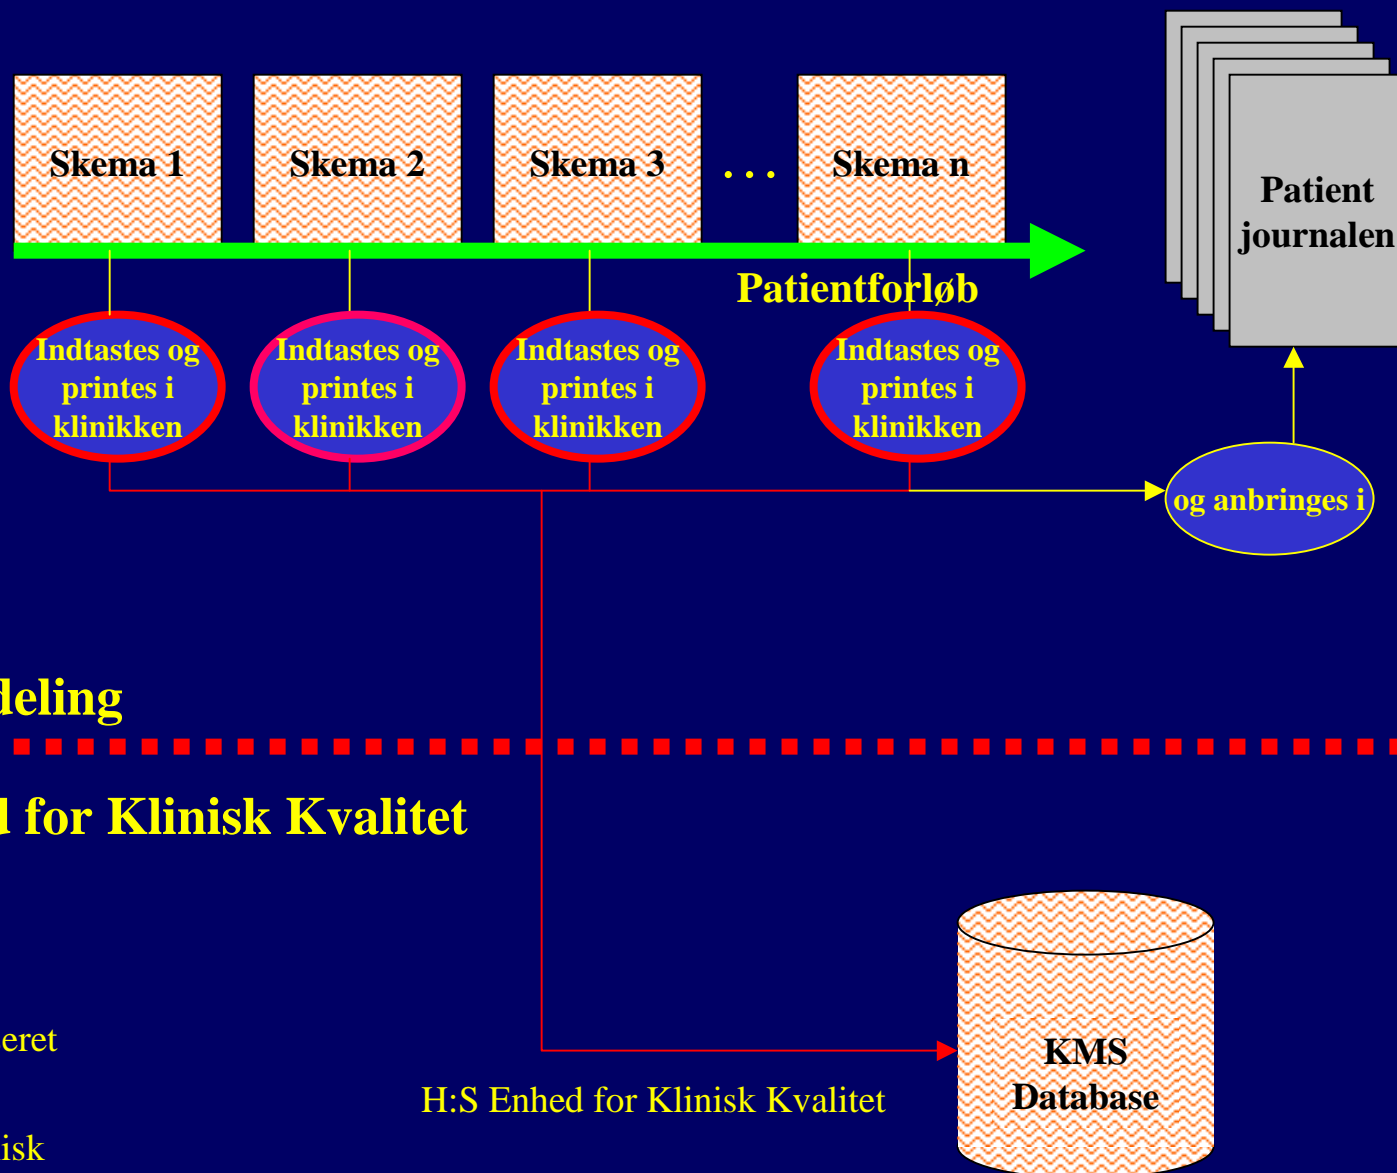 Skema 1
Skema 2
Skema 3
...
Skema n
Patient
journalen
Patientforløb
Indtastes og
printes i
klinikken
Indtastes og
printes i
klinikken
Indtastes og
printes i
klinikken
Indtastes og
printes i
klinikken
og anbringes i
deling
d for Klinisk Kvalitet
eret
KMS
Database
H:S Enhed for Klinisk Kvalitet
isk